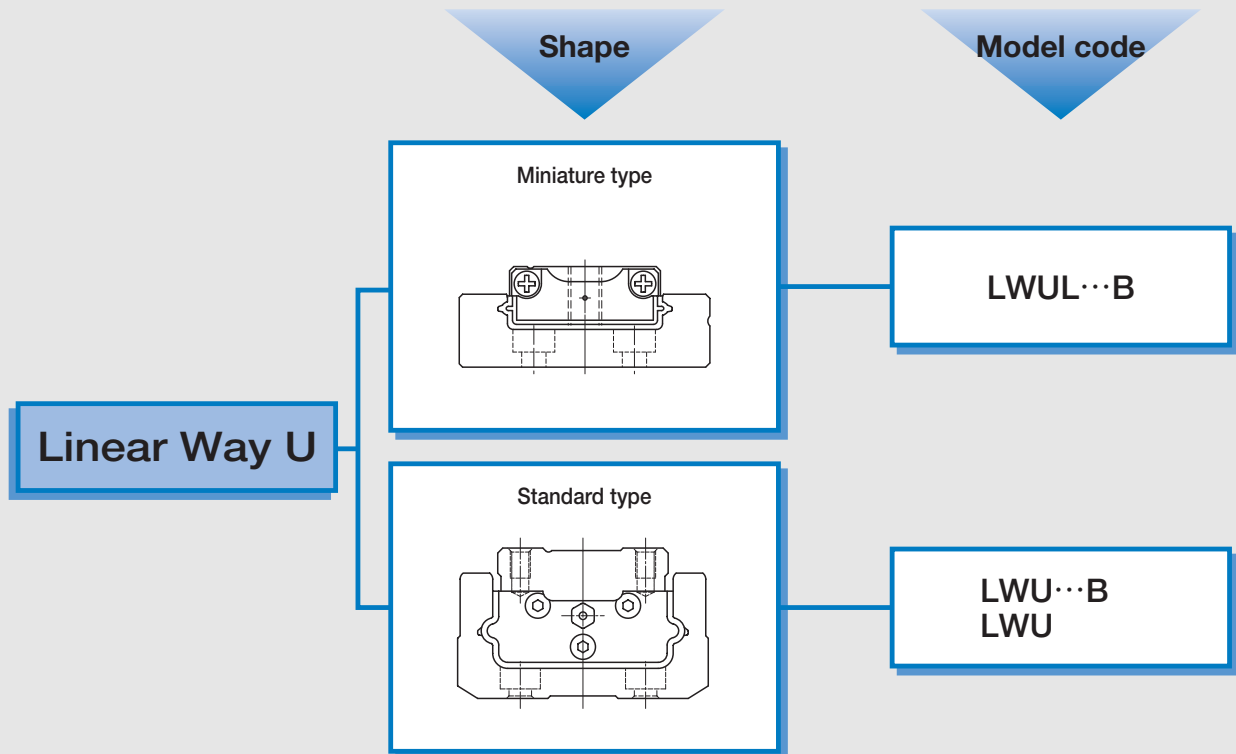 Shape
Model code
Miniature type
LWUL…B
Linear Way U
Standard type
LWU…B
LWU